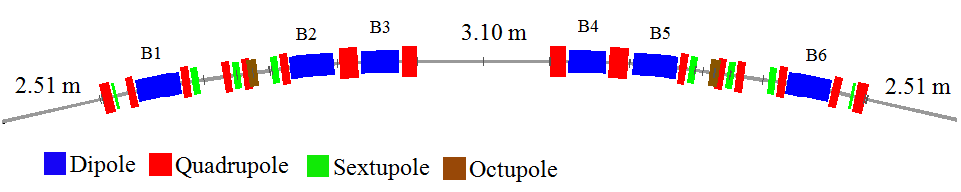 3.10 m
B2 B3 B4 B5
B1 B6
2.51 m 2.51 m
Dipole Quadrupole Sextupole Octupole